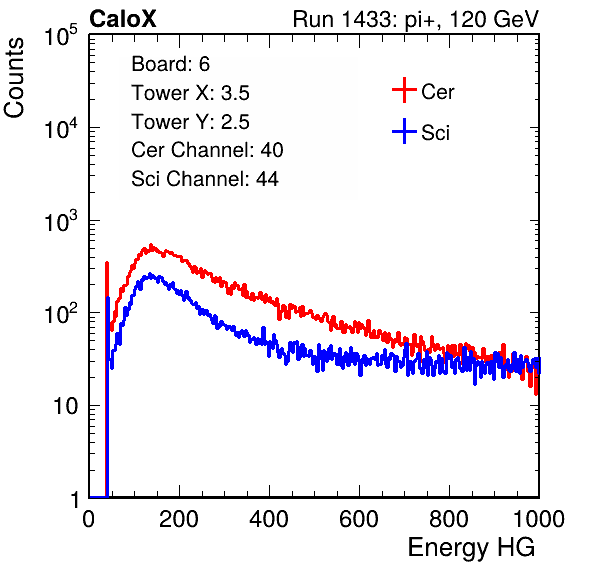 CaloX Run 1433: pi+, 120 GeV
Board: 6
Tower X: 3.5
Tower Y: 2.5
Cer Channel: 40
Sci Channel: 44
Cer
Sci
Counts
10^5
10^4
10^3
10^2
10
1
0 200 400 600 800 1000
Energy HG